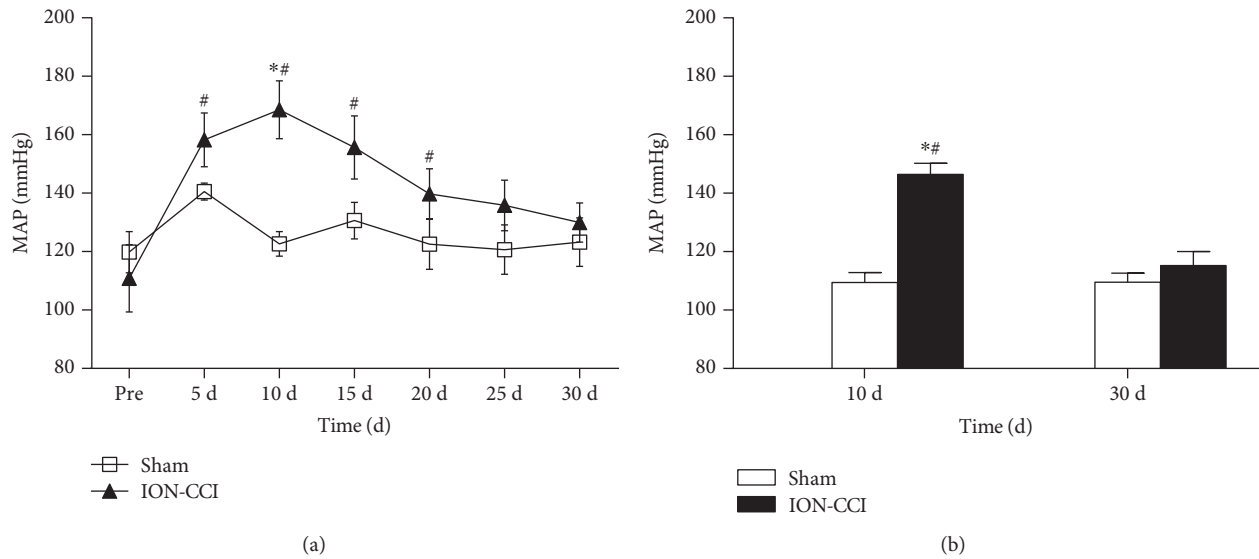 200
180
160
140
120
100
80
MAP (mmHg)
#
*#
#
#
Pre
5 d
10 d
15 d
20 d
25 d
30 d
Time (d)
Sham
ION-CCI
(a)
200
180
160
140
120
100
80
MAP (mmHg)
*#
10 d
30 d
Time (d)
Sham
ION-CCI
(b)